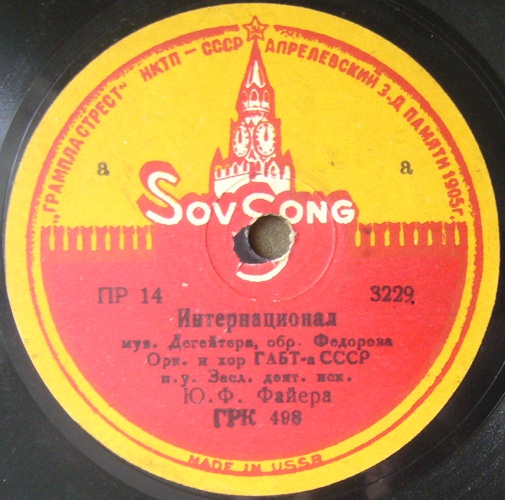 „ГРАМПЛАСТРЕСТ“ НКТП – СССР АПРЕЛЕВСКИЙ З-Д ПАМЯТИ 1905 г.
а а
SOVSONG
ПР 14 3229
Интернационал
муз. Дегейтера, обр. Федорова
Орк. и хор ГАБТ-а СССР
п.у. Засл. деят. иск.
Ю.Ф. Файера
ГРК 498
MADE IN USSR